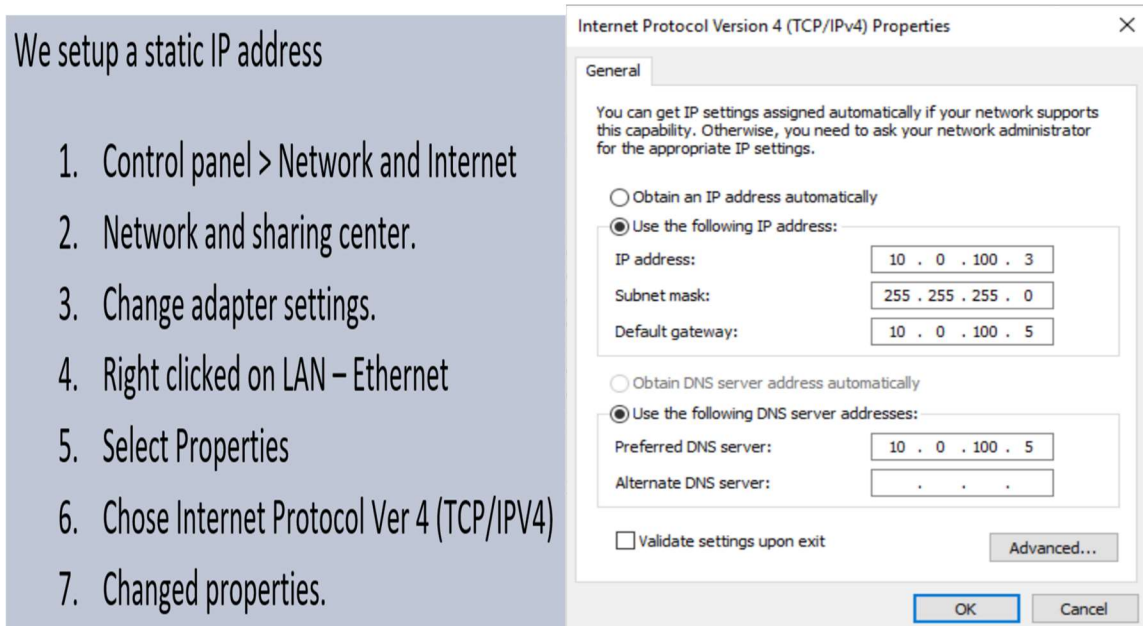 We setup a static IP address
1. Control panel > Network and Internet
2. Network and sharing center.
3. Change adapter settings.
4. Right clicked on LAN – Ethernet
5. Select Properties
6. Chose Internet Protocol Ver 4 (TCP/IPV4)
7. Changed properties.
Internet Protocol Version 4 (TCP/IPv4) Properties
General
You can get IP settings assigned automatically if your network supports
this capability. Otherwise, you need to ask your network administrator
for the appropriate IP settings.
Obtain an IP address automatically
Use the following IP address:
IP address: 10 . 0 . 100 . 3
Subnet mask: 255 . 255 . 255 . 0
Default gateway: 10 . 0 . 100 . 5
Obtain DNS server address automatically
Use the following DNS server addresses:
Preferred DNS server: 10 . 0 . 100 . 5
Alternate DNS server: . . .
Validate settings upon exit
Advanced...
OK Cancel